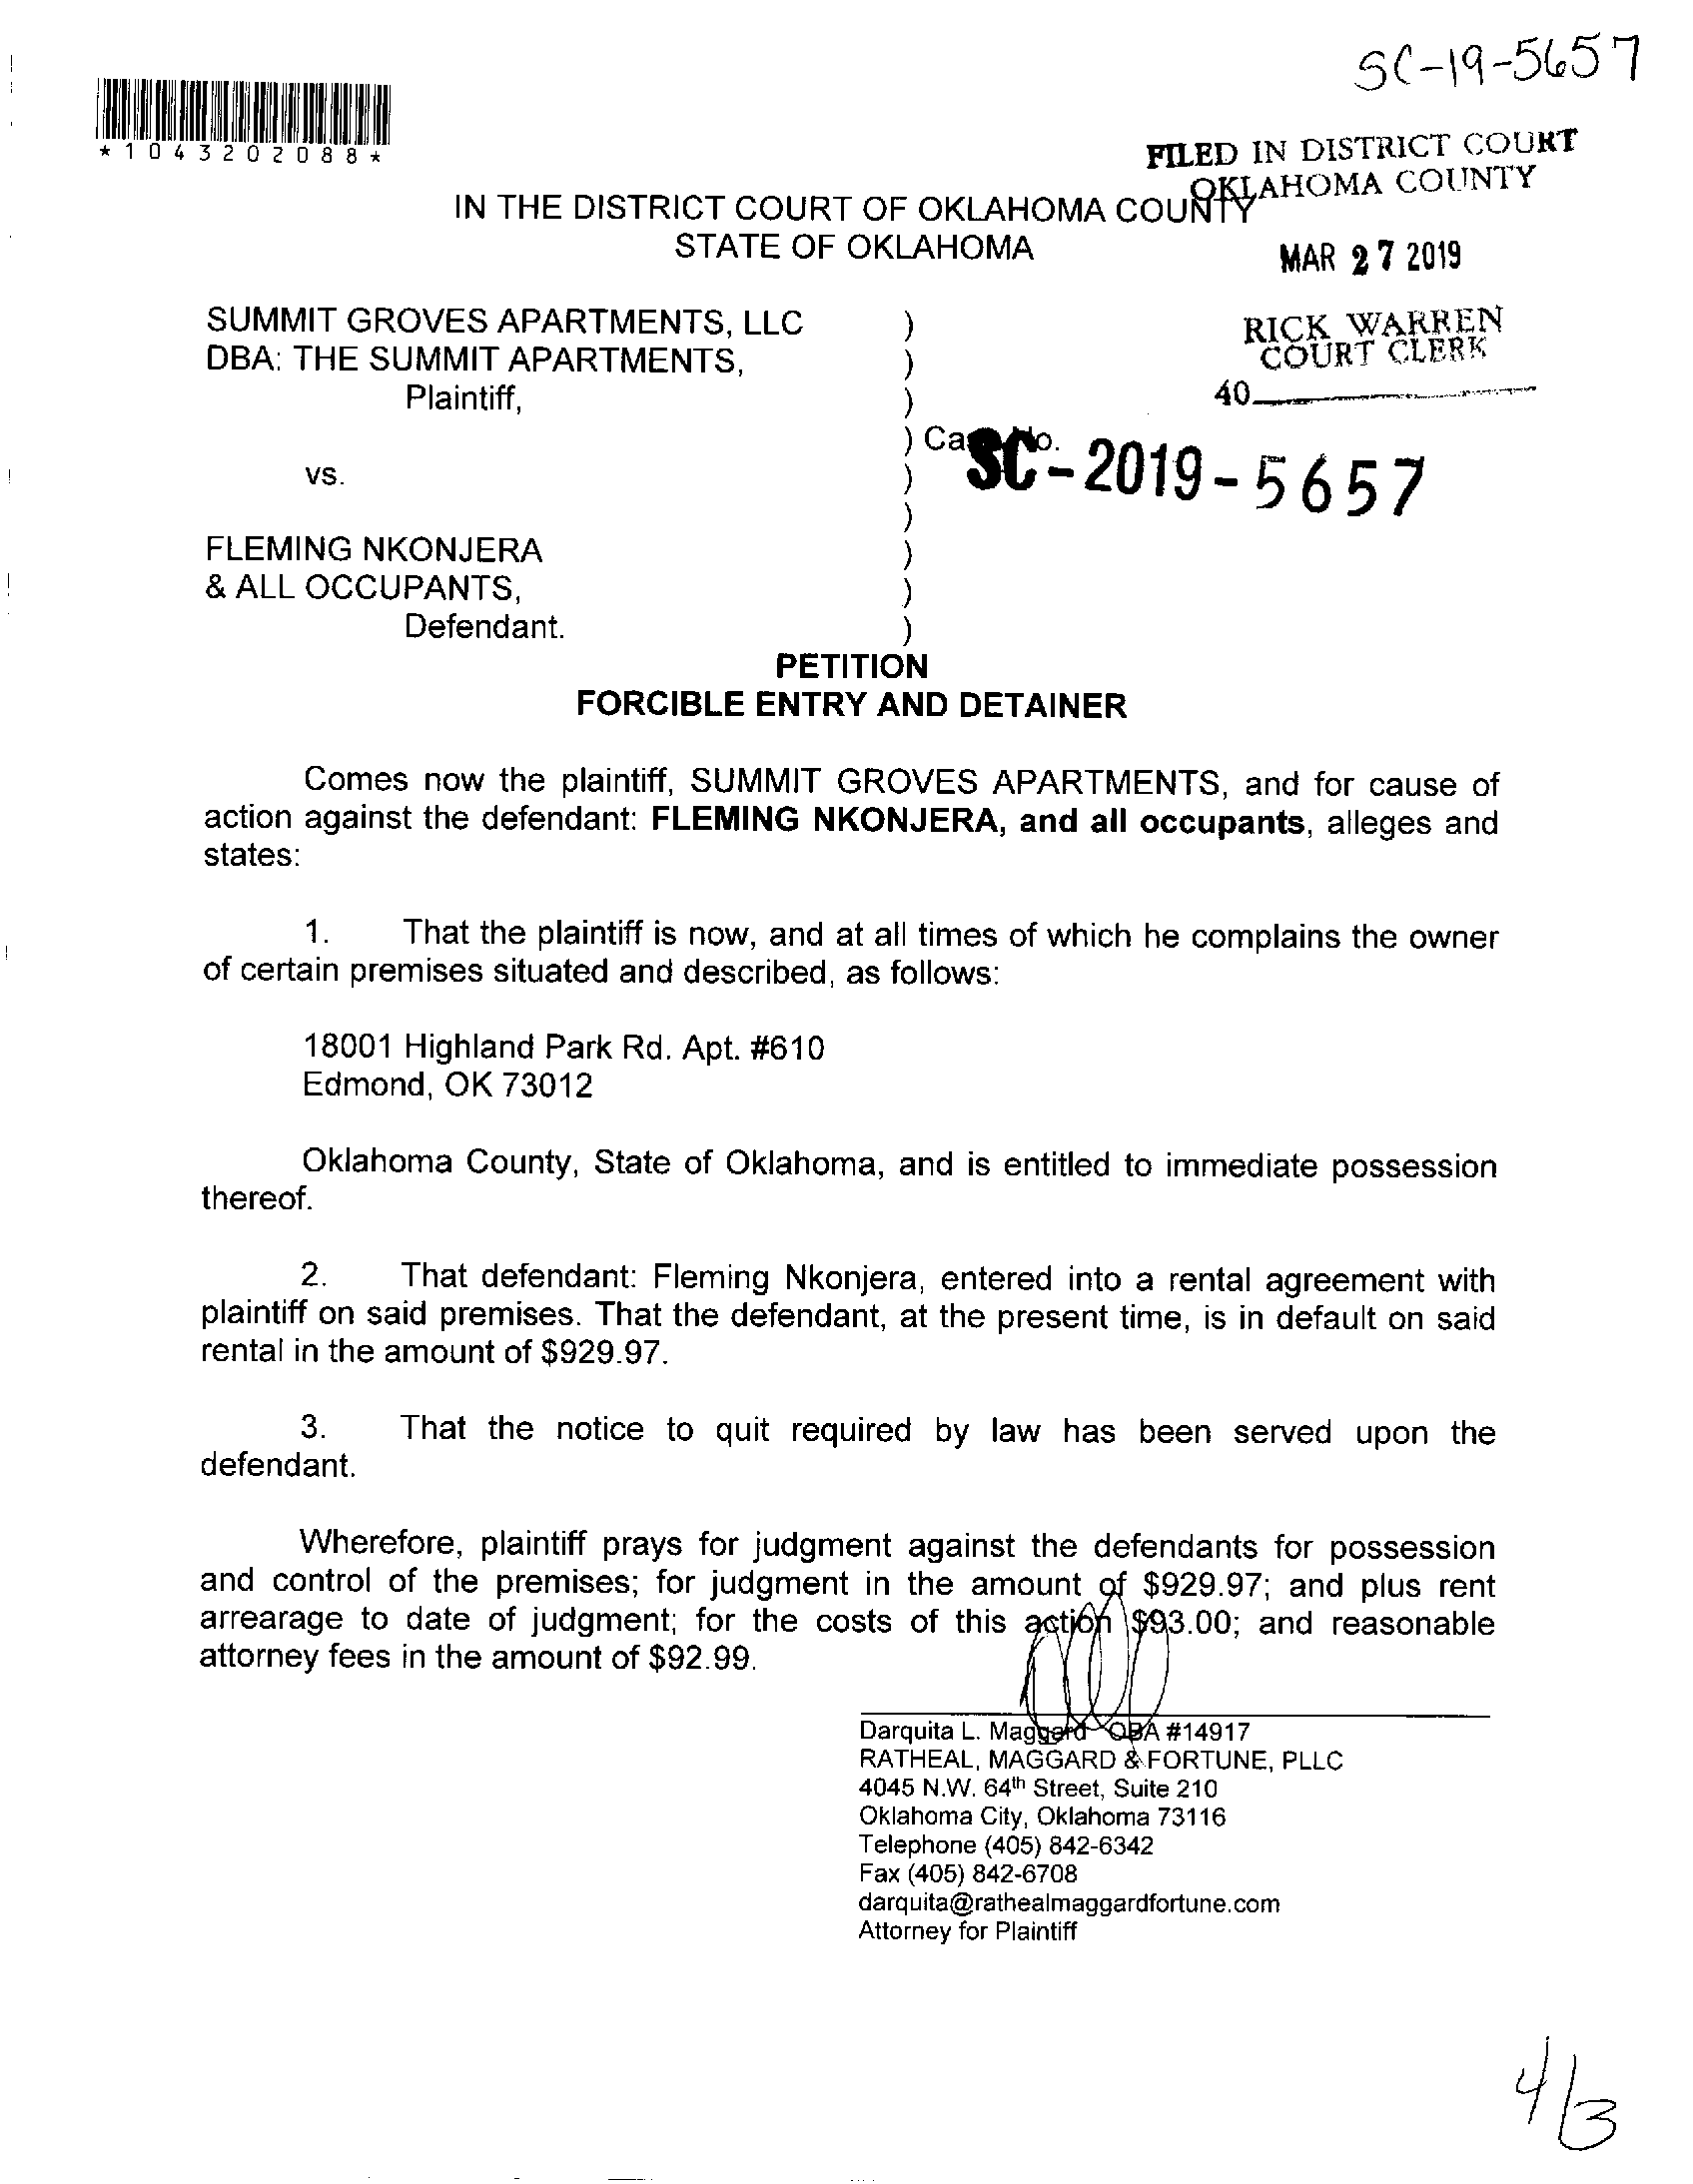 SC-19-5657
*1043202088*
FILED IN DISTRICT COURT
OKLAHOMA COUNTY
IN THE DISTRICT COURT OF OKLAHOMA COUNTY
STATE OF OKLAHOMA
MAR 27 2019
SUMMIT GROVES APARTMENTS, LLC )
DBA: THE SUMMIT APARTMENTS, )
Plaintiff, )
RICK WARREN
COURT CLERK
40
) Case No.
SC-2019-5657
vs. )
)
FLEMING NKONJERA )
& ALL OCCUPANTS, )
Defendant. )
PETITION
FORCIBLE ENTRY AND DETAINER
Comes now the plaintiff, SUMMIT GROVES APARTMENTS, and for cause of
action against the defendant: FLEMING NKONJERA, and all occupants, alleges and
states:
1. That the plaintiff is now, and at all times of which he complains the owner
of certain premises situated and described, as follows:
18001 Highland Park Rd. Apt. #610
Edmond, OK 73012
Oklahoma County, State of Oklahoma, and is entitled to immediate possession
thereof.
2. That defendant: Fleming Nkonjera, entered into a rental agreement with
plaintiff on said premises. That the defendant, at the present time, is in default on said
rental in the amount of $929.97.
3. That the notice to quit required by law has been served upon the
defendant.
Wherefore, plaintiff prays for judgment against the defendants for possession
and control of the premises; for judgment in the amount of $929.97; and plus rent
arrearage to date of judgment; for the costs of this action $93.00; and reasonable
attorney fees in the amount of $92.99.
Darquita L. Maggard OBA #14917
RATHEAL, MAGGARD & FORTUNE, PLLC
4045 N.W. 64th Street, Suite 210
Oklahoma City, Oklahoma 73116
Telephone (405) 842-6342
Fax (405) 842-6708
darquita@rathealmaggardfortune.com
Attorney for Plaintiff
4/3